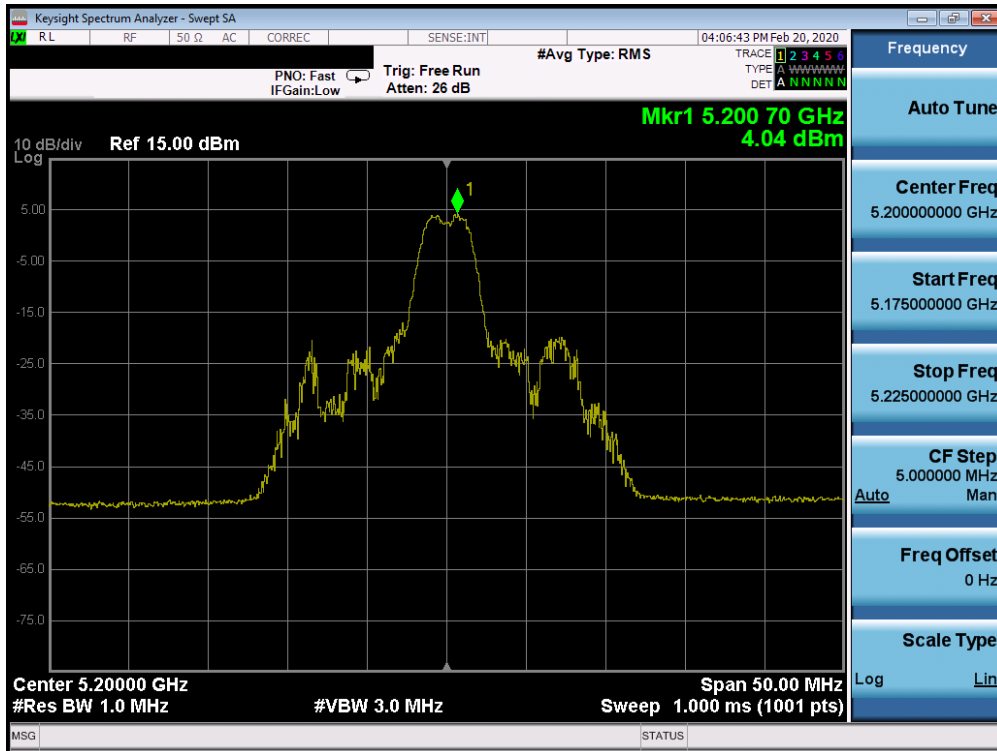 Keysight Spectrum Analyzer - Swept SA
LXI RL RF 50 Ω AC CORREC SENSE:INT 04:06:43 PM Feb 20, 2020
PNO: Fast
IFGain:Low
Trig: Free Run
Atten: 26 dB
#Avg Type: RMS
TRACE 1 2 3 4 5 6
TYPE A WWWWW
DET A N N N N N
Mkr1 5.200 70 GHz
4.04 dBm
10 dB/div Ref 15.00 dBm
Log
1
5.00
-5.00
-15.0
-25.0
-35.0
-45.0
-55.0
-65.0
-75.0
Center 5.20000 GHz Span 50.00 MHz
#Res BW 1.0 MHz #VBW 3.0 MHz Sweep 1.000 ms (1001 pts)
MSG STATUS
Frequency
Auto Tune
Center Freq
5.200000000 GHz
Start Freq
5.175000000 GHz
Stop Freq
5.225000000 GHz
CF Step
5.000000 MHz
Auto Man
Freq Offset
0 Hz
Scale Type
Log Lin